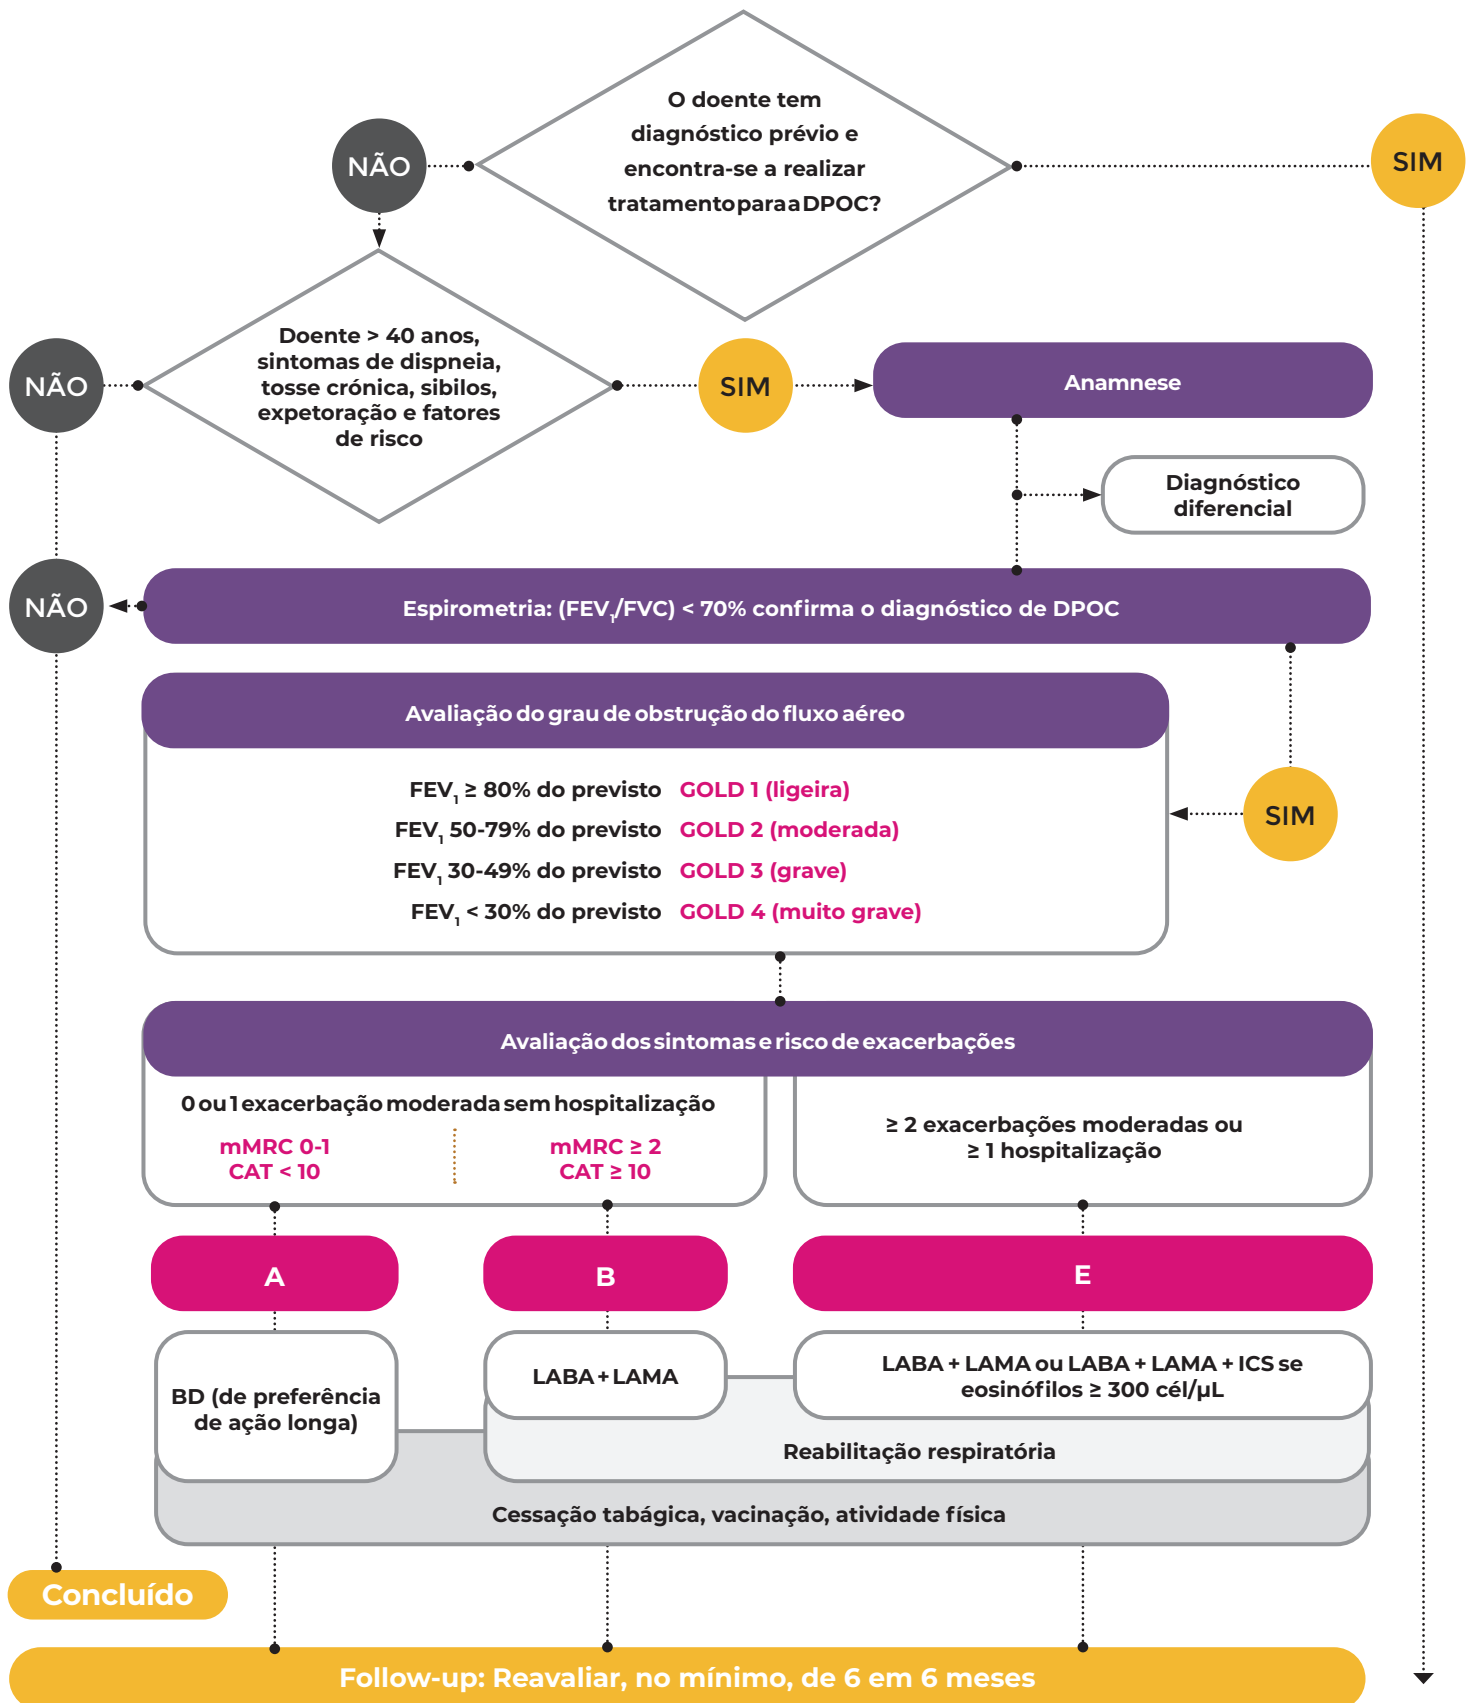 O doente tem
diagnóstico prévio e
encontra-se a realizar
tratamento para a DPOC?
NÃO
SIM
Doente > 40 anos,
sintomas de dispneia,
tosse crónica, sibilos,
expetoração e fatores
de risco
NÃO
SIM
Anamnese
Diagnóstico
diferencial
NÃO
Espirometria: (FEV₁/FVC) < 70% confirma o diagnóstico de DPOC
Avaliação do grau de obstrução do fluxo aéreo
FEV₁ ≥ 80% do previsto GOLD 1 (ligeira)
FEV₁ 50-79% do previsto GOLD 2 (moderada)
FEV₁ 30-49% do previsto GOLD 3 (grave)
FEV₁ < 30% do previsto GOLD 4 (muito grave)
SIM
Avaliação dos sintomas e risco de exacerbações
0 ou 1 exacerbação moderada sem hospitalização
mMRC 0-1
CAT < 10
mMRC ≥ 2
CAT ≥ 10
≥ 2 exacerbações moderadas ou
≥ 1 hospitalização
A
B
E
BD (de preferência
de ação longa)
LABA + LAMA
LABA + LAMA ou LABA + LAMA + ICS se
eosinófilos ≥ 300 cél/µL
Reabilitação respiratória
Cessação tabágica, vacinação, atividade física
Concluído
Follow-up: Reavaliar, no mínimo, de 6 em 6 meses